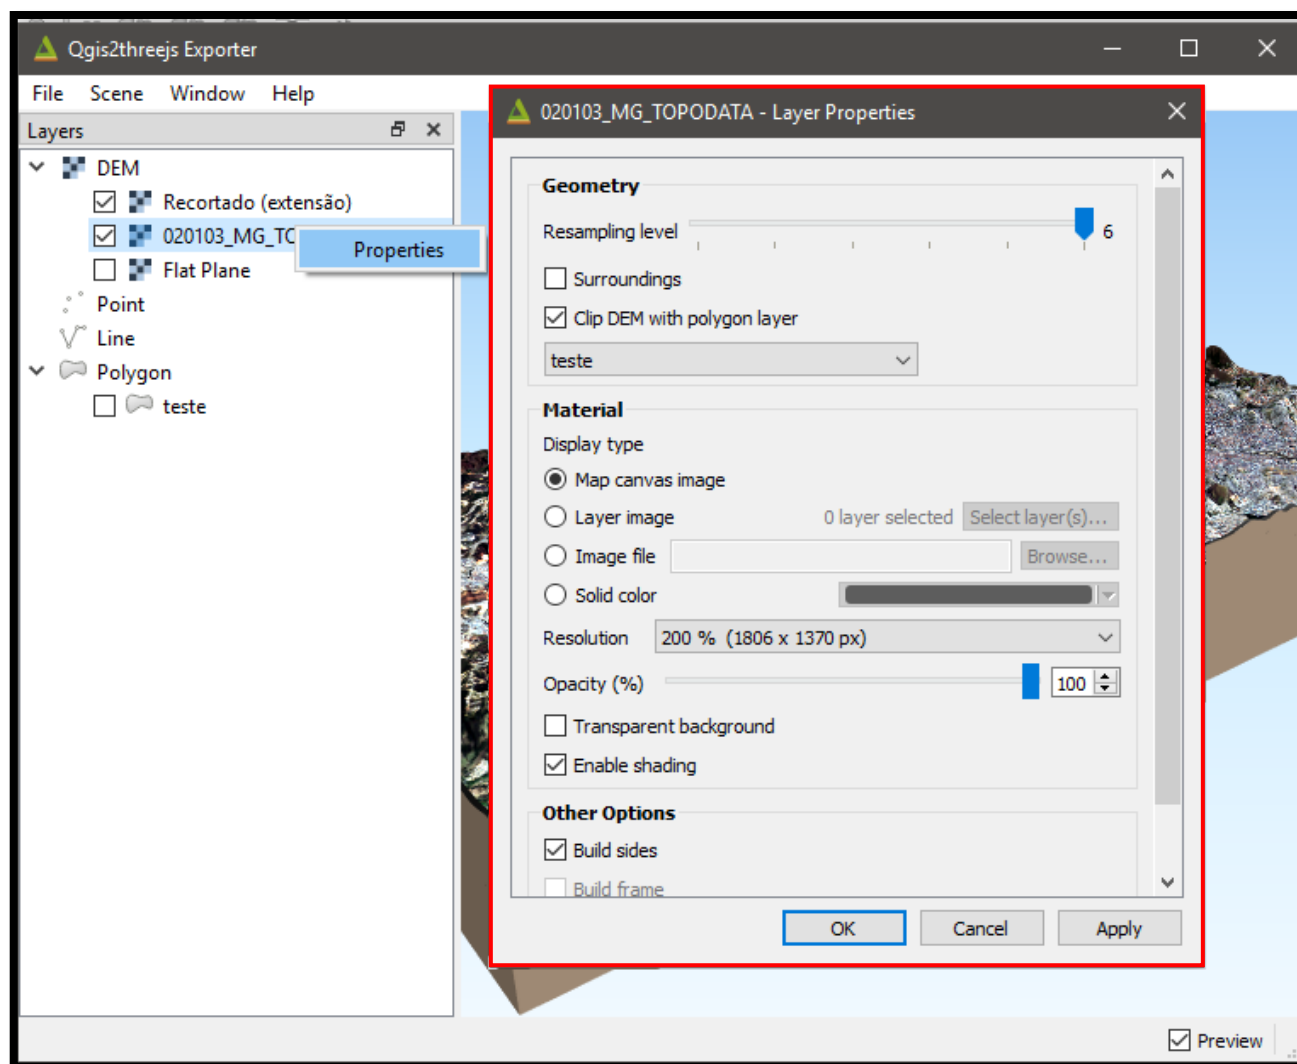 Qgis2threejs Exporter
File Scene Window Help
Layers
DEM
Recortado (extensão)
020103_MG_TC
Properties
Flat Plane
Point
Line
Polygon
teste
020103_MG_TOPODATA - Layer Properties
Geometry
Resampling level 6
Surroundings
Clip DEM with polygon layer
teste
Material
Display type
Map canvas image
Layer image 0 layer selected Select layer(s)...
Image file Browse...
Solid color
Resolution 200 % (1806 x 1370 px)
Opacity (%) 100
Transparent background
Enable shading
Other Options
Build sides
Build frame
OK Cancel Apply
Preview